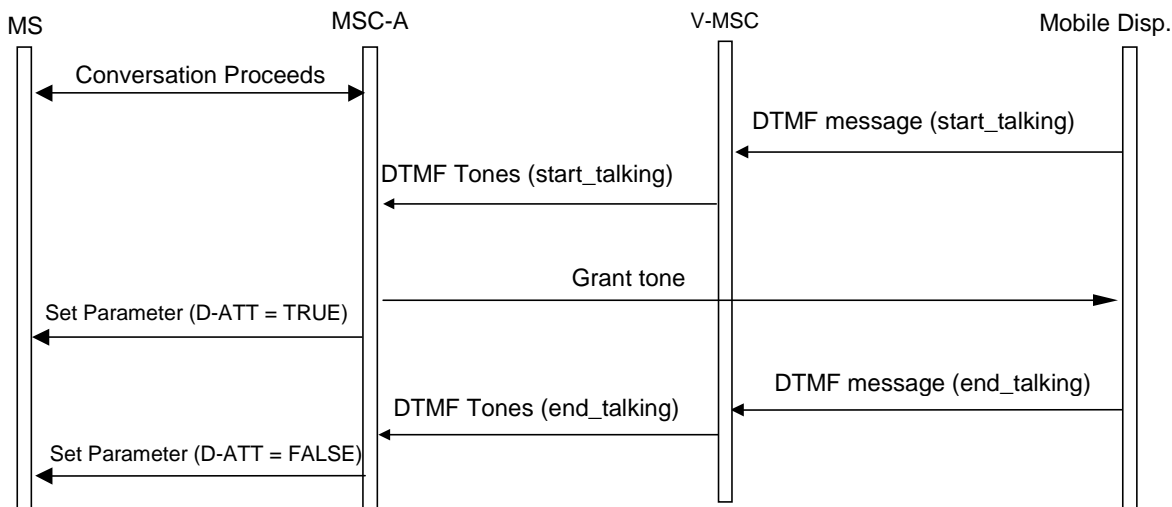 MS
MSC-A
V-MSC
Mobile Disp.
Conversation Proceeds
DTMF message (start_talking)
DTMF Tones (start_talking)
Grant tone
Set Parameter (D-ATT = TRUE)
DTMF message (end_talking)
DTMF Tones (end_talking)
Set Parameter (D-ATT = FALSE)